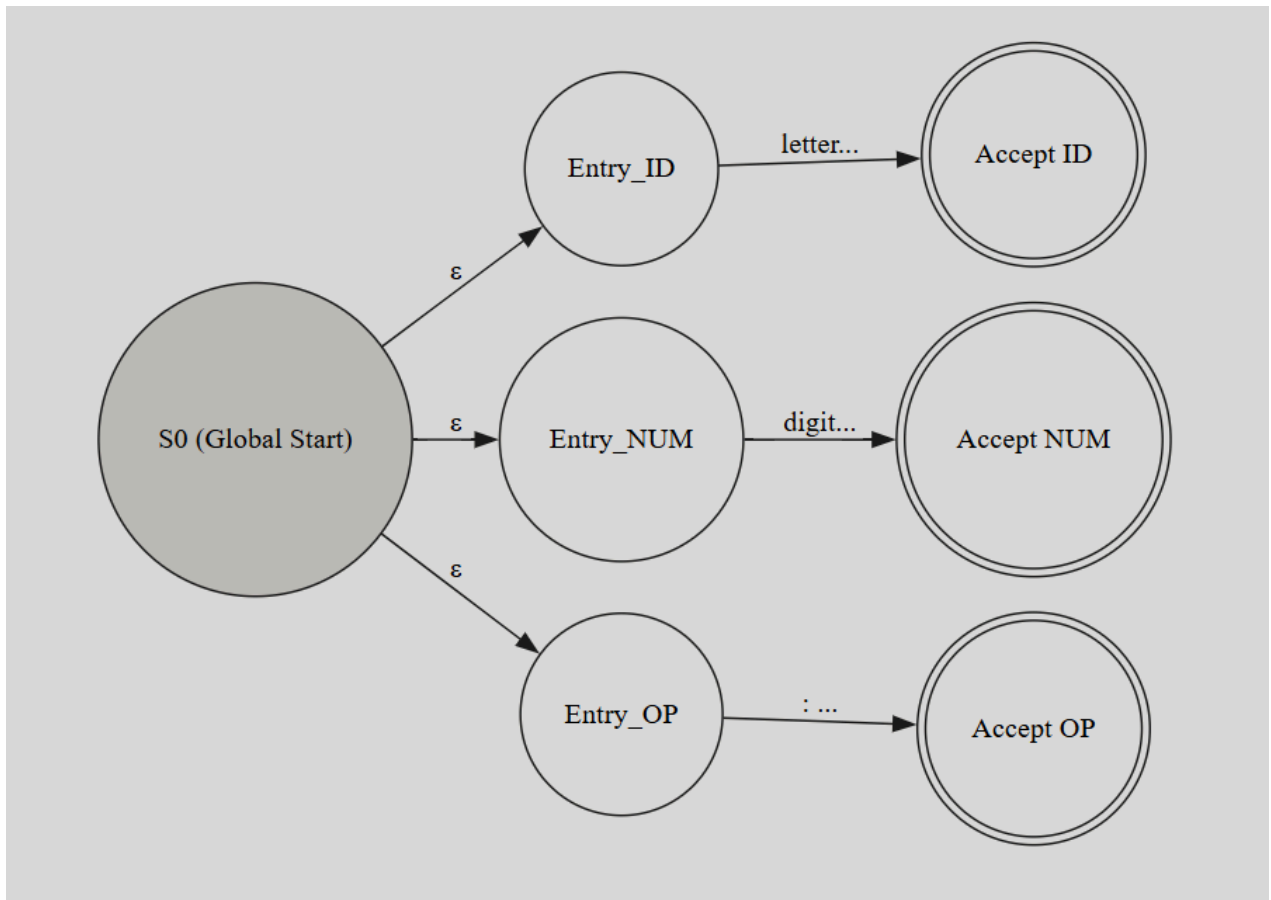 Entry_ID
letter...
Accept ID
ε
S0 (Global Start)
ε
Entry_NUM
digit...
Accept NUM
ε
Entry_OP
: ...
Accept OP